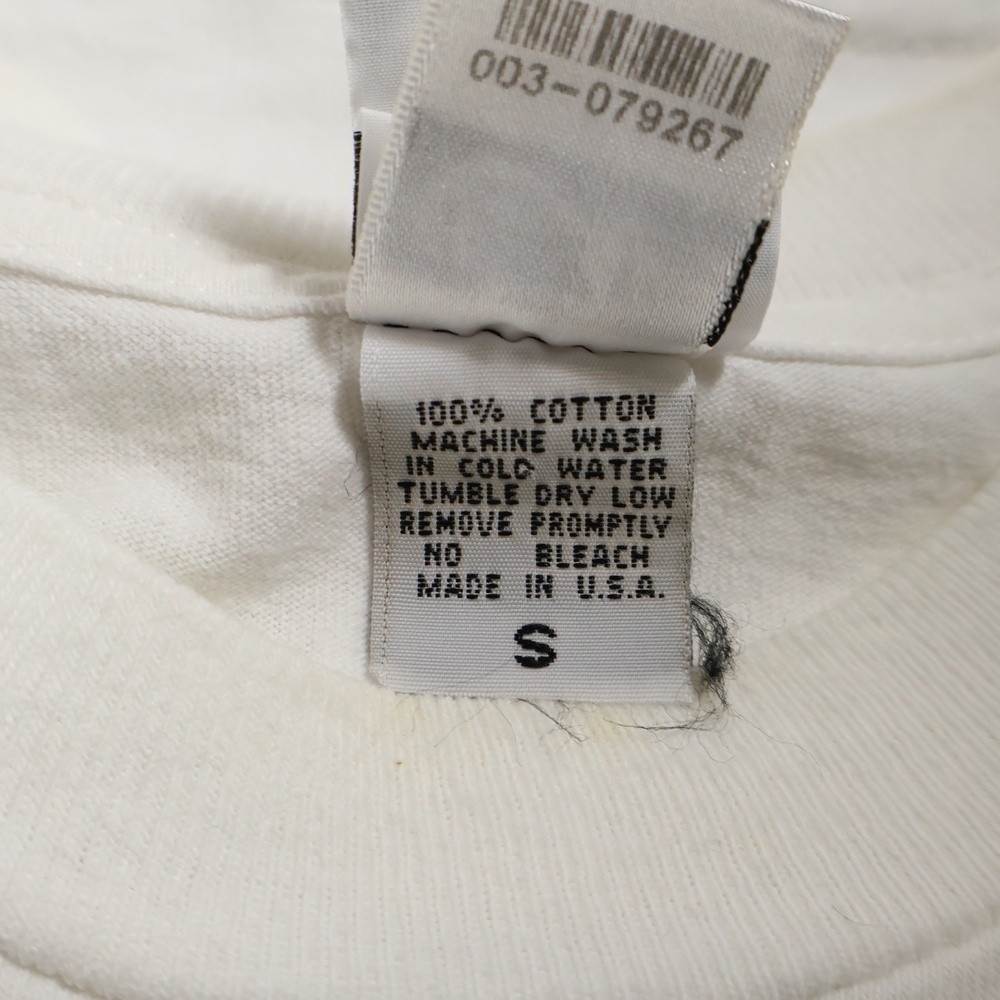 003-079267
100% COTTON
MACHINE WASH
IN COLD WATER
TUMBLE DRY LOW
REMOVE PROMPTLY
NO BLEACH
MADE IN U.S.A.
S